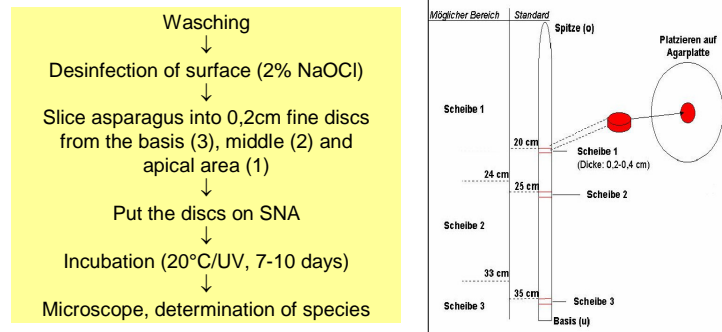 Wasching
↓
Desinfection of surface (2% NaOCl)
↓
Slice asparagus into 0,2cm fine discs
from the basis (3), middle (2) and
apical area (1)
↓
Put the discs on SNA
↓
Incubation (20°C/UV, 7-10 days)
↓
Microscope, determination of species
Möglicher Bereich
Standard
Spitze (o)
Platzieren auf
Agarplatte
Scheibe 1
20 cm
Scheibe 1
(Dicke: 0,2-0,4 cm)
24 cm
25 cm
Scheibe 2
Scheibe 2
33 cm
35 cm
Scheibe 3
Scheibe 3
Basis (u)